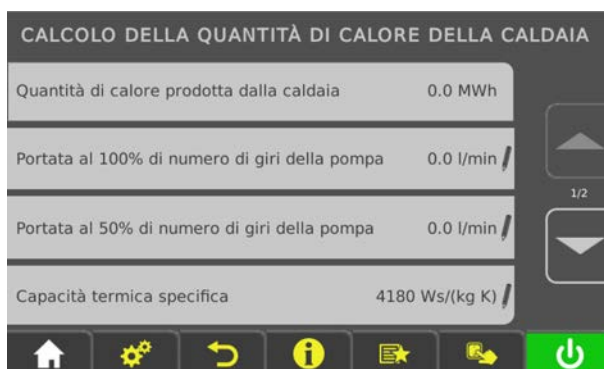 CALCOLO DELLA QUANTITÀ DI CALORE DELLA CALDAIA
Quantità di calore prodotta dalla caldaia 0.0 MWh
Portata al 100% di numero di giri della pompa 0.0 l/min
1/2
Portata al 50% di numero di giri della pompa 0.0 l/min
Capacità termica specifica 4180 Ws/(kg K)